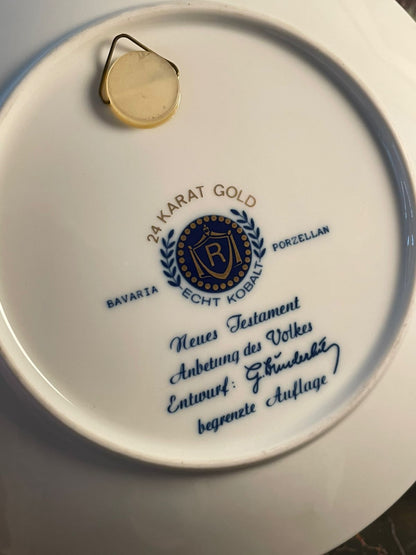 24 KARAT GOLD
R
BAVARIA
PORZELLAN
ECHT KOBALT
Neues Testament
Anbetung des Volkes
Entwurf:
begrenzte Auflage